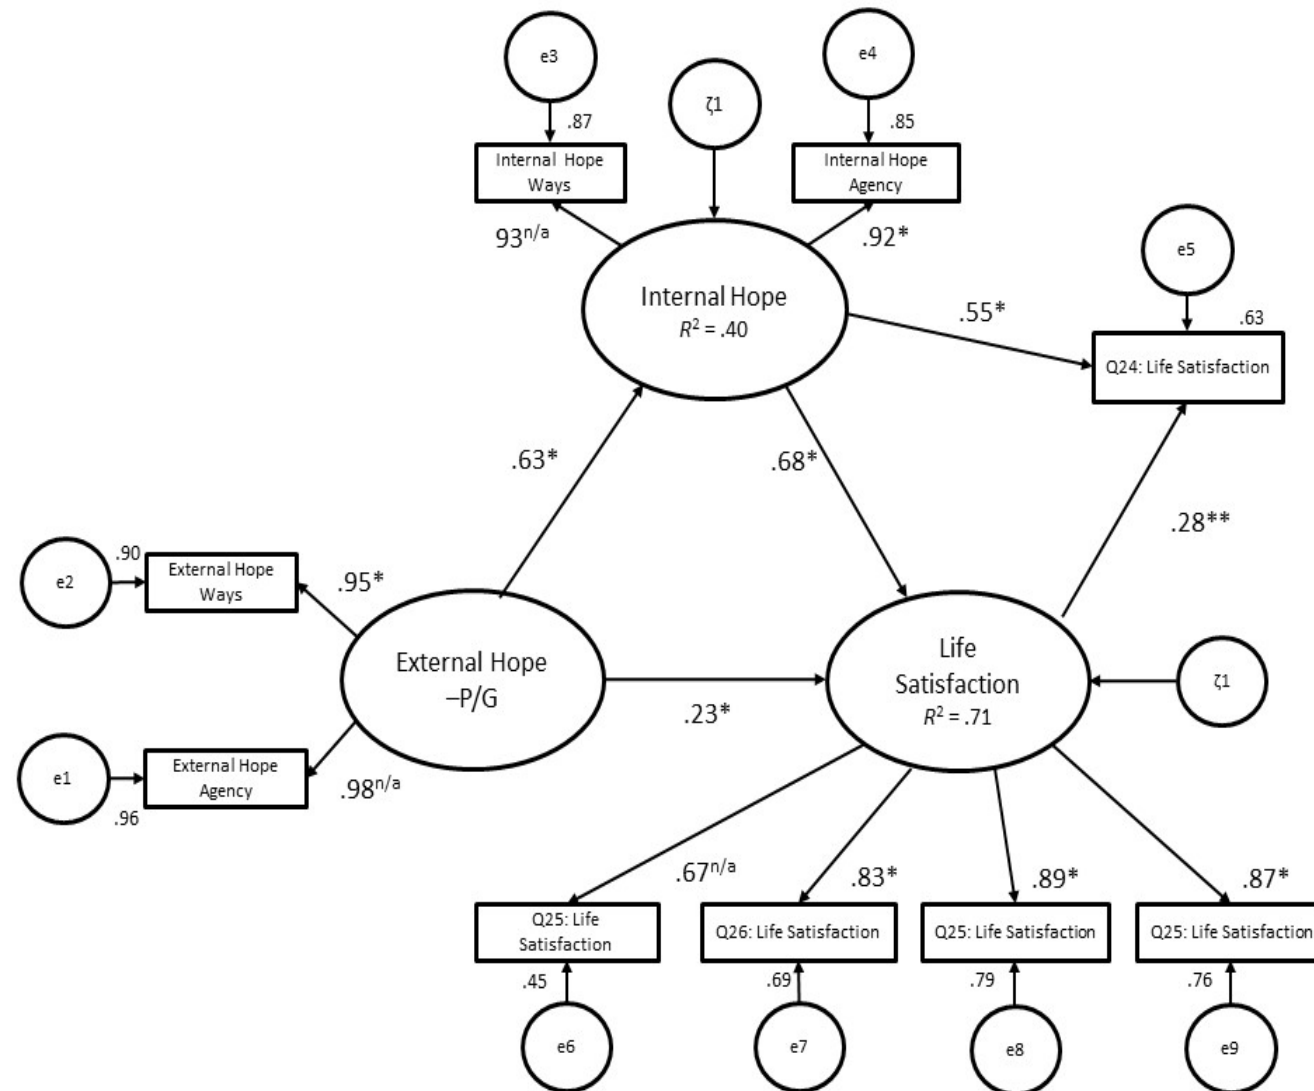 e3
e4
ζ1
.87
.85
Internal Hope
Ways
Internal Hope
Agency
93n/a
.92*
e5
Internal Hope
R² = .40
.55*
.63
Q24: Life Satisfaction
.63*
.68*
.28**
e2
.90
External Hope
Ways
.95*
External Hope
–P/G
.23*
Life
Satisfaction
R² = .71
ζ1
e1
.96
External Hope
Agency
.98n/a
.67n/a
.83*
.89*
.87*
Q25: Life
Satisfaction
Q26: Life Satisfaction
Q25: Life Satisfaction
Q25: Life Satisfaction
.45
.69
.79
.76
e6
e7
e8
e9